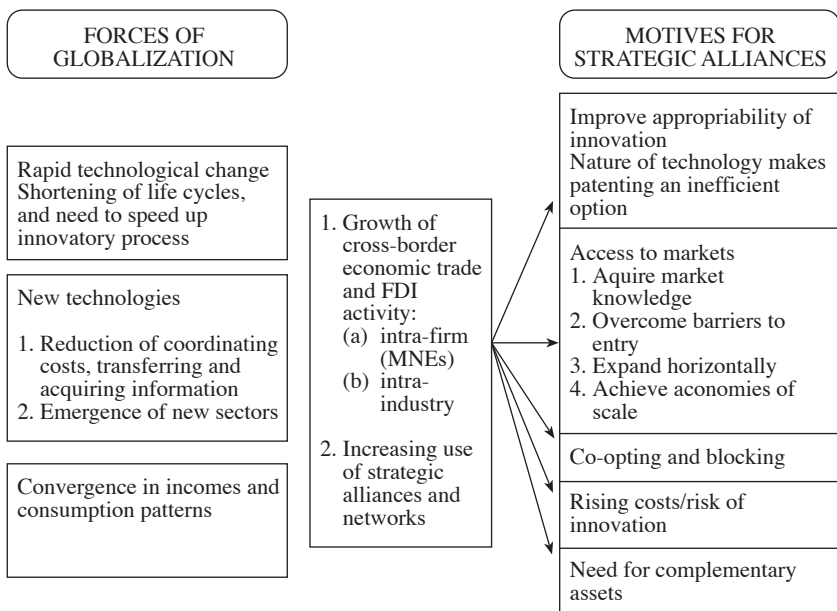 FORCES OF
GLOBALIZATION
Rapid technological change
Shortening of life cycles,
and need to speed up
innovatory process
New technologies
1. Reduction of coordinating
costs, transferring and
acquiring information
2. Emergence of new sectors
Convergence in incomes and
consumption patterns
1. Growth of
cross-border
economic trade
and FDI
activity:
(a) intra-firm
(MNEs)
(b) intra-
industry
2. Increasing use
of strategic
alliances and
networks
MOTIVES FOR
STRATEGIC ALLIANCES
Improve appropriability of
innovation
Nature of technology makes
patenting an inefficient
option
Access to markets
1. Aquire market
knowledge
2. Overcome barriers to
entry
3. Expand horizontally
4. Achieve aconomies of
scale
Co-opting and blocking
Rising costs/risk of
innovation
Need for complementary
assets